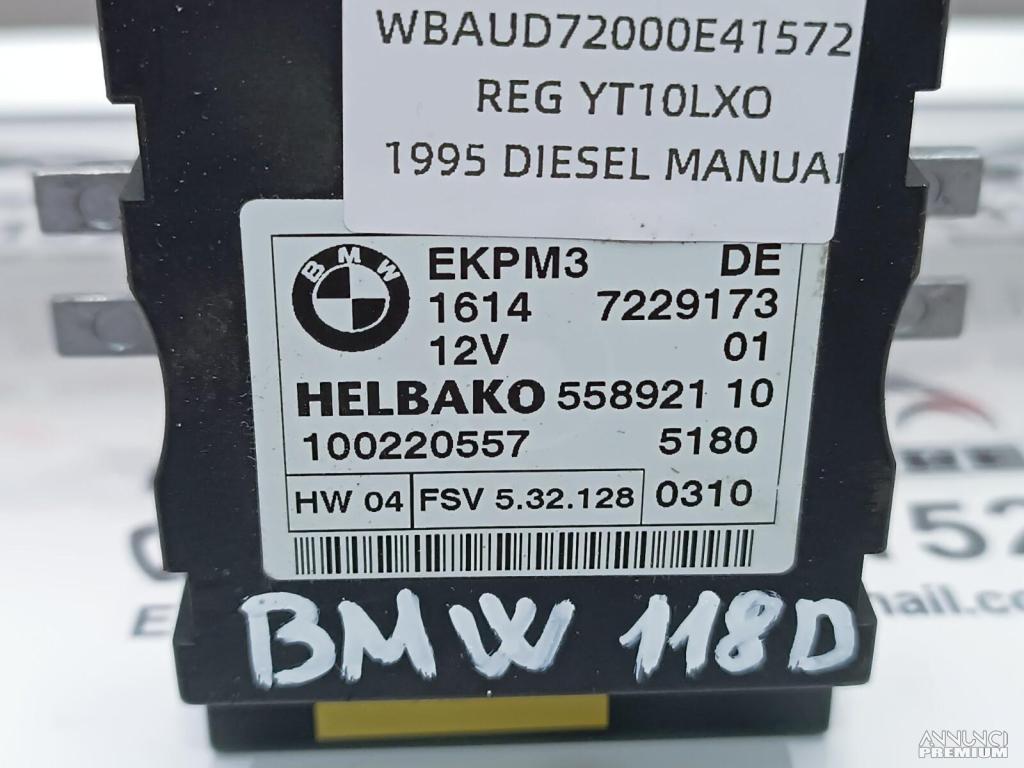 WBAUD72000E41572
REG YT10LXO
1995 DIESEL MANUAL
BMW
EKPM3 DE
1614 7229173
12V 01
HELBAKO 558921 10
100220557 5180
HW 04 FSV 5.32.128 0310
BMW 118D
ANNUNCI
PREMIUM